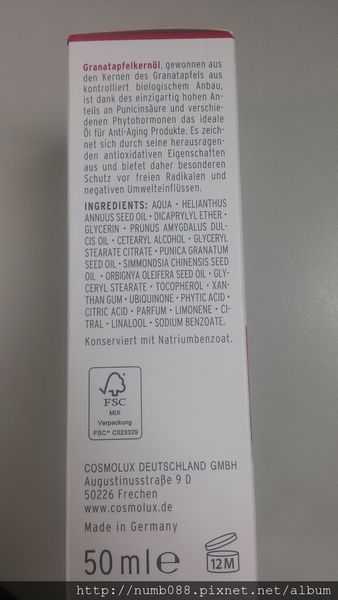 Granatapfelkernöl, gewonnen aus
den Kernen des Granatapfels aus
kontrolliert biologischem Anbau,
ist dank des einzigartig hohen An-
teils an Punicinsäure und verschie-
denen Phytohormonen das ideale
Öl für Anti-Aging Produkte. Es zeich-
net sich durch seine herausragen-
den antioxidativen Eigenschaften
aus und bietet daher besonderen
Schutz vor freien Radikalen und
negativen Umwelteinflüssen.
INGREDIENTS: AQUA • HELIANTHUS
ANNUUS SEED OIL • DICAPRYLYL ETHER •
GLYCERIN • PRUNUS AMYGDALUS DUL-
CIS OIL • CETEARYL ALCOHOL • GLYCERYL
STEARATE CITRATE • PUNICA GRANATUM
SEED OIL • SIMMONDSIA CHINENSIS SEED
OIL • ORBIGNYA OLEIFERA SEED OIL • GLY-
CERYL STEARATE • TOCOPHEROL • XAN-
THAN GUM • UBIQUINONE • PHYTIC ACID •
CITRIC ACID • PARFUM • LIMONENE • CI-
TRAL • LINALOOL • SODIUM BENZOATE.
Konserviert mit Natriumbenzoat.
FSC
MIX
Verpackung
FSC™ C023329
COSMOLUX DEUTSCHLAND GMBH
Augustinusstraße 9 D
50226 Frechen
www.cosmolux.de
Made in Germany
50 ml e
12M
http://numb088.pixnet.net/album